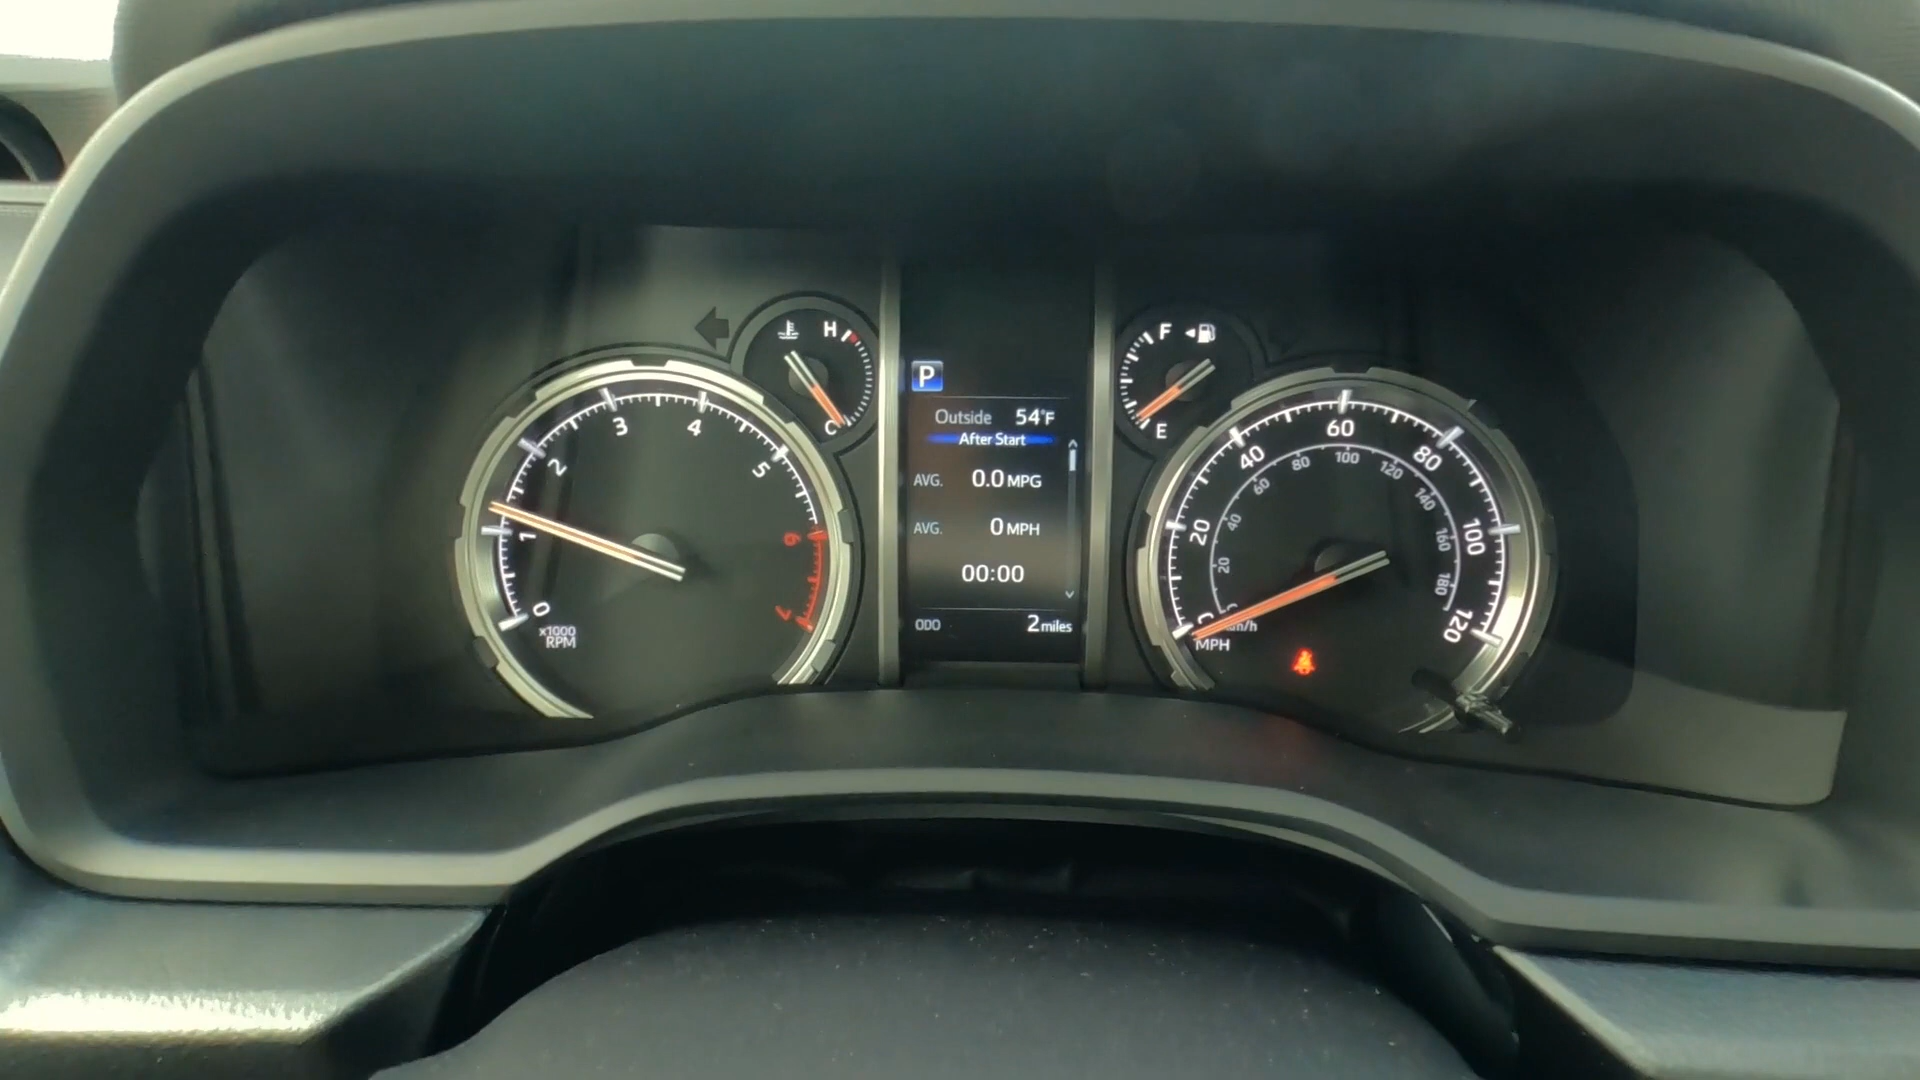 H
C
0
1
2
3
4
5
6
7
x1000
RPM
P
Outside 54°F
After Start
AVG. 0.0 MPG
AVG. 0 MPH
00:00
ODO 2 miles
F
E
20
40
60
80
100
120
20
40
60
80
100
120
140
160
180
MPH